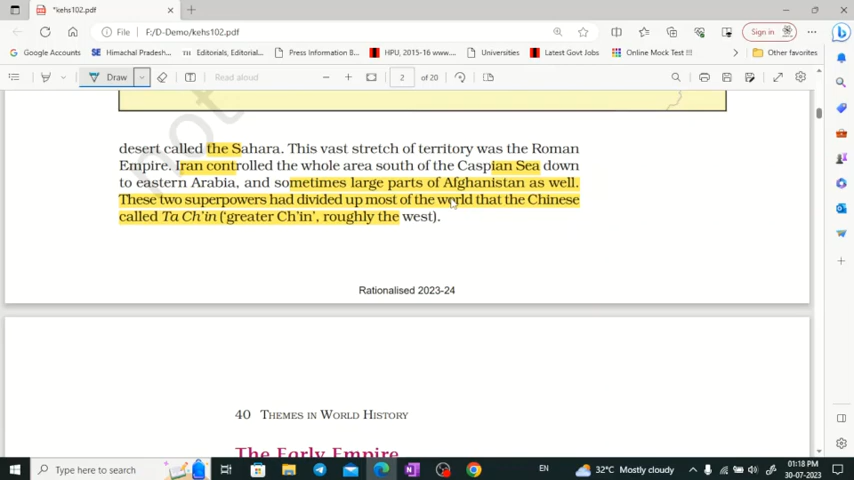 *kehs102.pdf
File F:/D-Demo/kehs102.pdf
Sign in
Google Accounts Himachal Pradesh... Editorials, Editorial... Press Information B... HPU, 2015-16 www.... Universities Latest Govt Jobs Online Mock Test !!! Other favorites
Draw Read aloud 2 of 20
desert called the Sahara. This vast stretch of territory was the Roman
Empire. Iran controlled the whole area south of the Caspian Sea down
to eastern Arabia, and sometimes large parts of Afghanistan as well.
These two superpowers had divided up most of the world that the Chinese
called Ta Ch'in ('greater Ch'in', roughly the west).
not
Rationalised 2023-24
40 THEMES IN WORLD HISTORY
The Early Empire
Type here to search EN 32°C Mostly cloudy 01:18 PM
30-07-2023